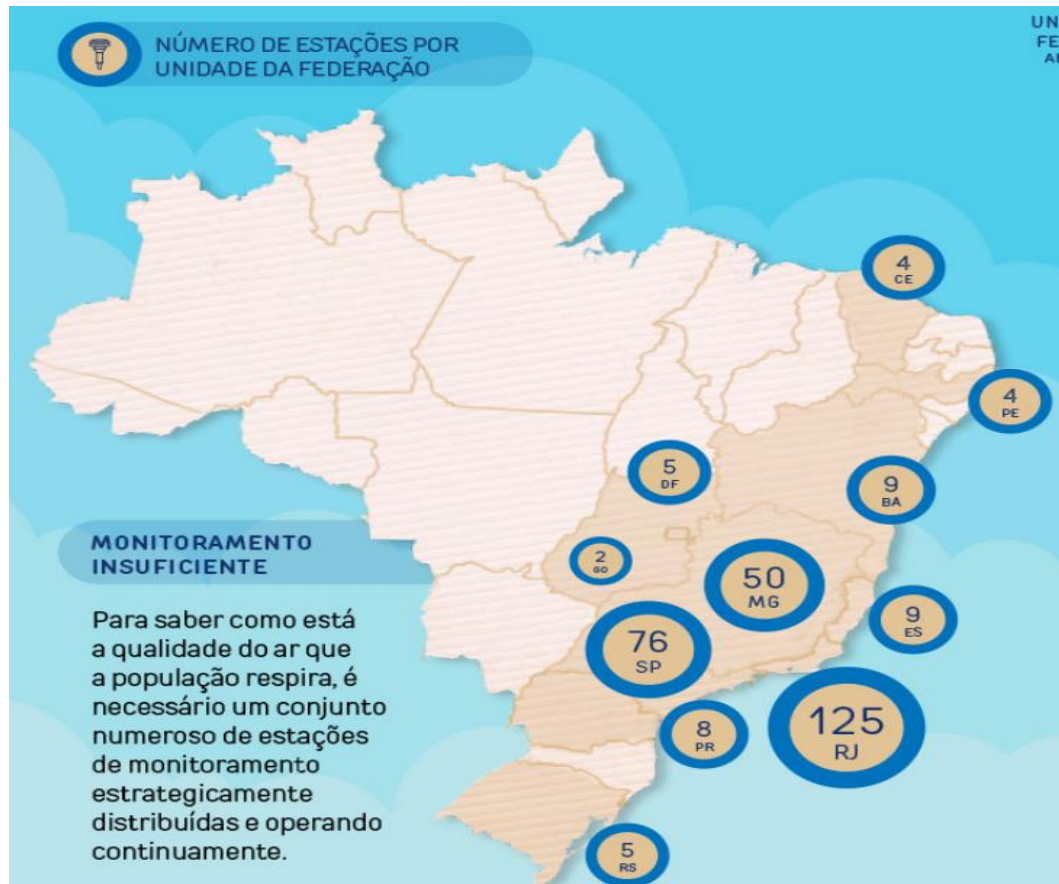 NÚMERO DE ESTAÇÕES POR
UNIDADE DA FEDERAÇÃO
4
CE
4
PE
5
DF
9
BA
2
GO
50
MG
9
ES
76
SP
125
RJ
8
PR
5
RS
MONITORAMENTO
INSUFICIENTE
Para saber como está
a qualidade do ar que
a população respira, é
necessário um conjunto
numeroso de estações
de monitoramento
estrategicamente
distribuídas e operando
continuamente.